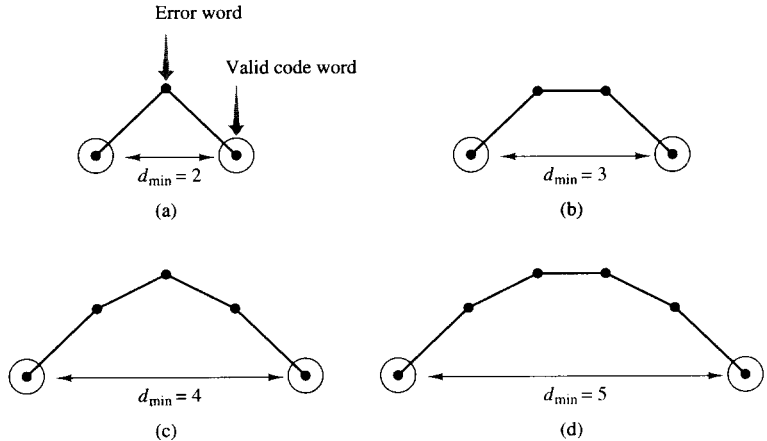 Error word
Valid code word
d_min = 2
(a)
d_min = 3
(b)
d_min = 4
(c)
d_min = 5
(d)